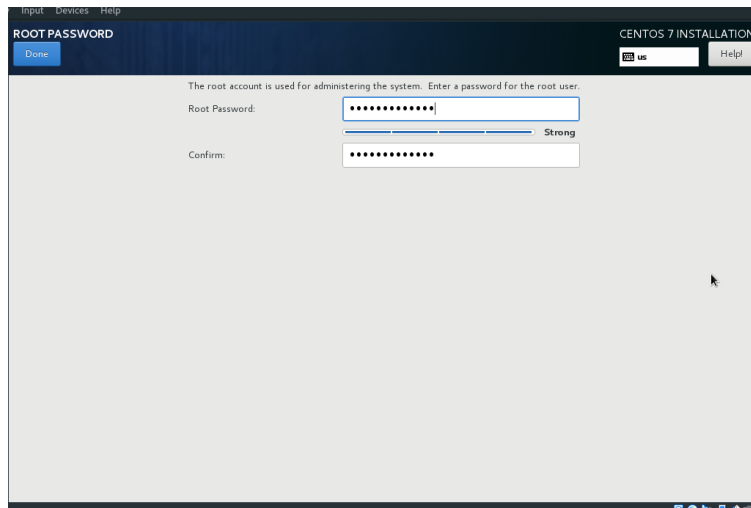 Input Devices Help
ROOT PASSWORD
CENTOS 7 INSTALLATION
Done
us
Help!
The root account is used for administering the system. Enter a password for the root user.
Root Password:
•••••••••••••
Strong
Confirm:
•••••••••••••